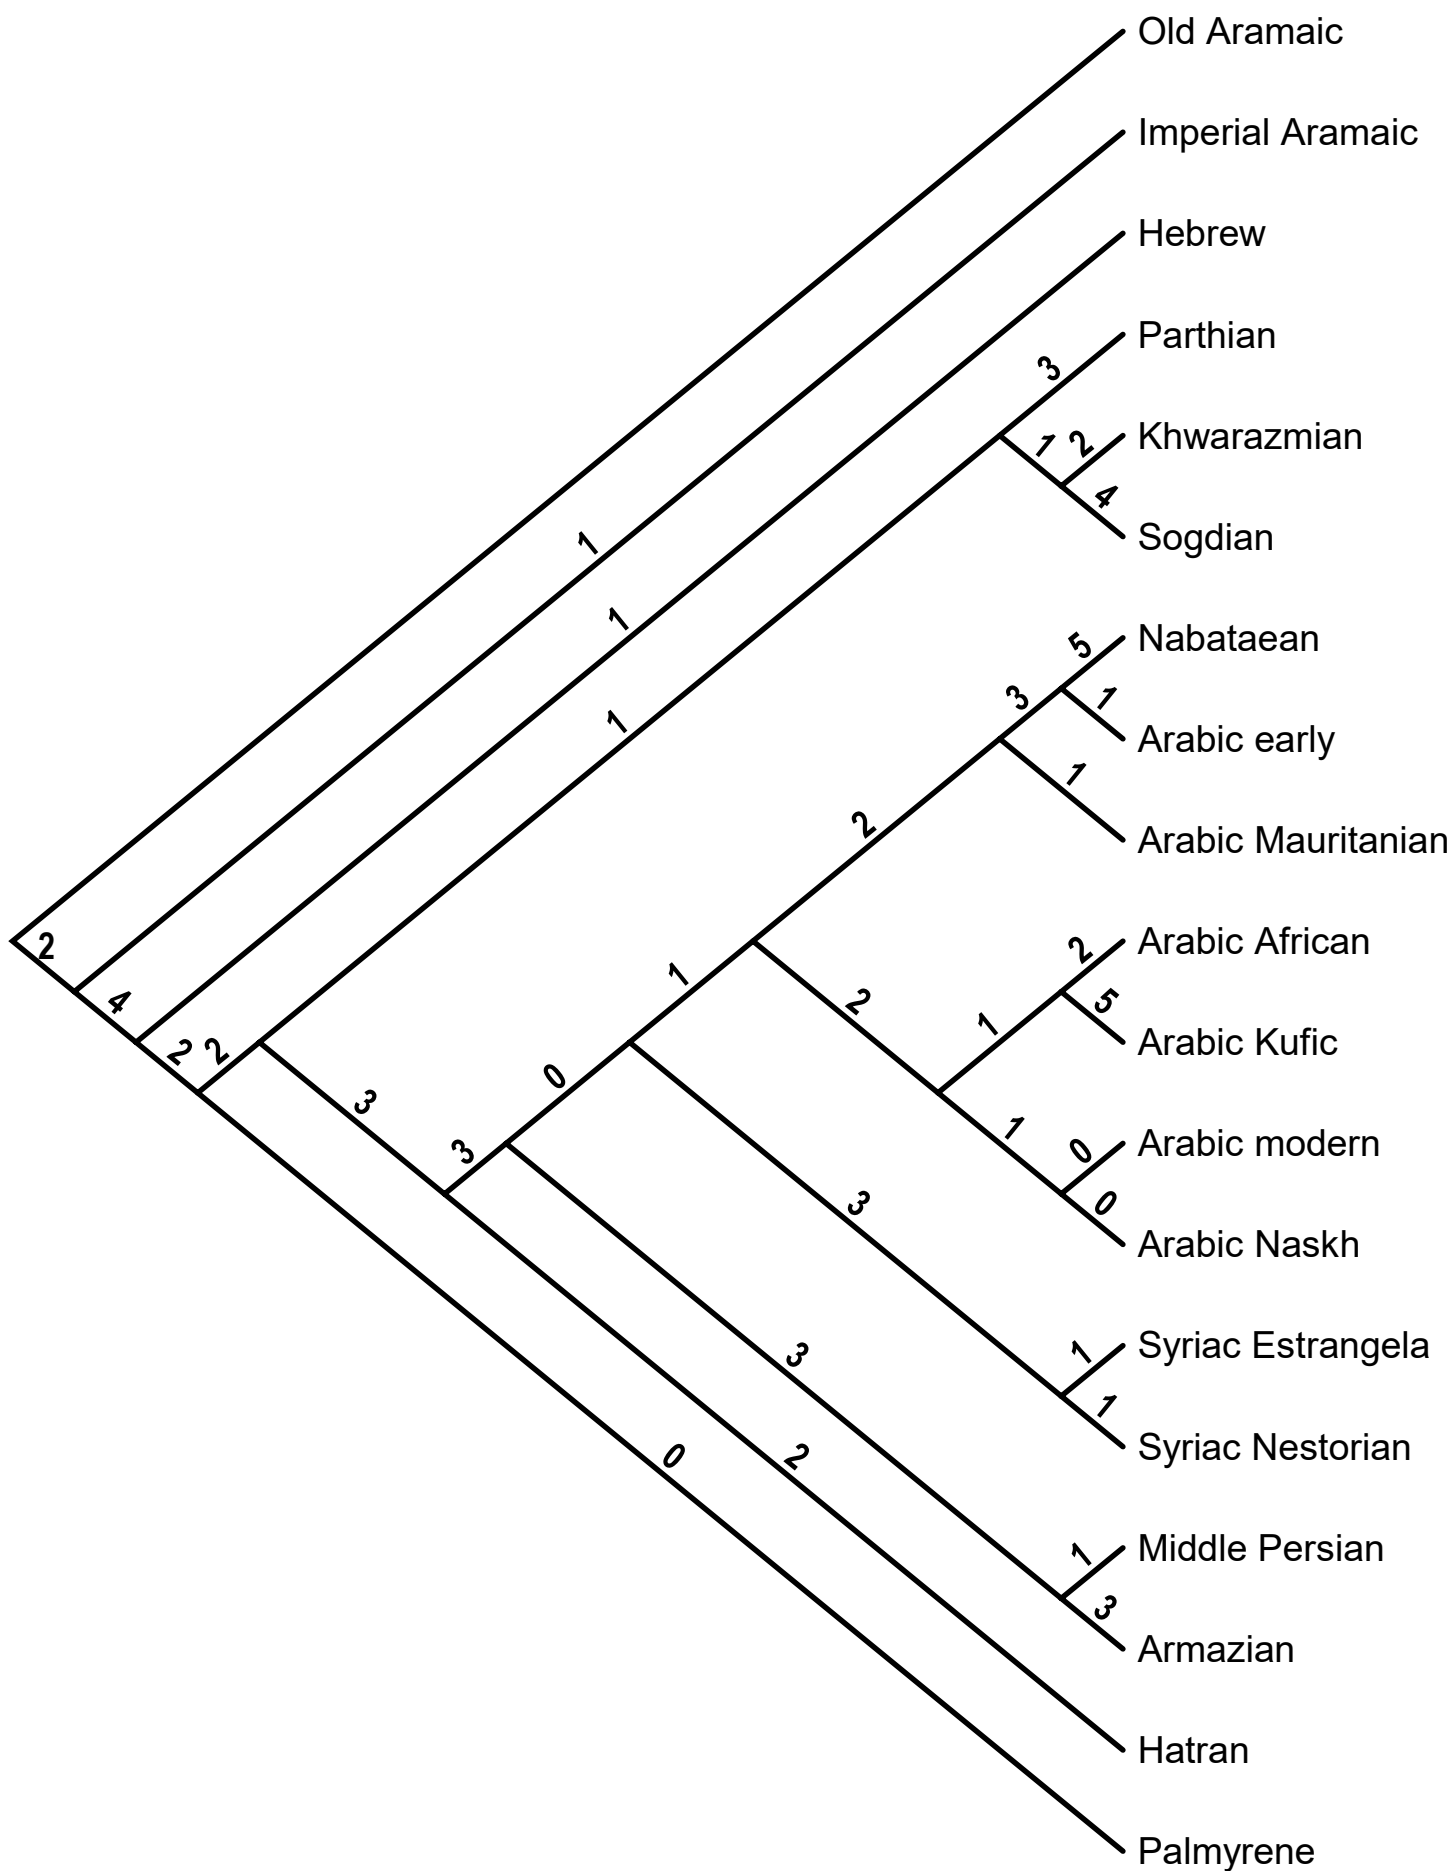 Old Aramaic
Imperial Aramaic
Hebrew
Parthian
3
Khwarazmian
1 2
4
Sogdian
1
1
Nabataean
5
3
1
1
Arabic early
1
2
Arabic Mauritanian
2
1
2
Arabic African
2
5
4
1
Arabic Kufic
2 2
0
3
1
0
Arabic modern
3
0
Arabic Naskh
3
1
Syriac Estrangela
3
1
0
2
Syriac Nestorian
1
Middle Persian
3
Armazian
Hatran
Palmyrene